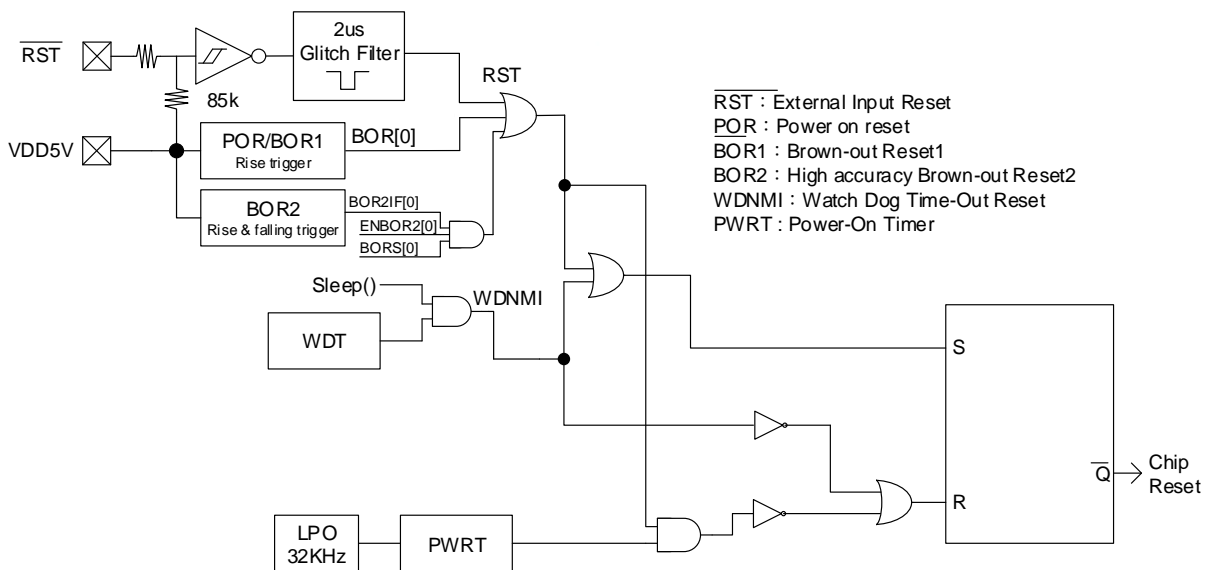 RST
2us
Glitch Filter
RST
85k
VDD5V
POR/BOR1
Rise trigger
BOR[0]
BOR2
Rise & falling trigger
BOR2IF[0]
ENBOR2[0]
BORS[0]
RST：External Input Reset
POR：Power on reset
BOR1：Brown-out Reset1
BOR2：High accuracy Brown-out Reset2
WDNMI：Watch Dog Time-Out Reset
PWRT : Power-On Timer
Sleep()
WDNMI
WDT
S
R
Q
Chip
Reset
LPO
32KHz
PWRT